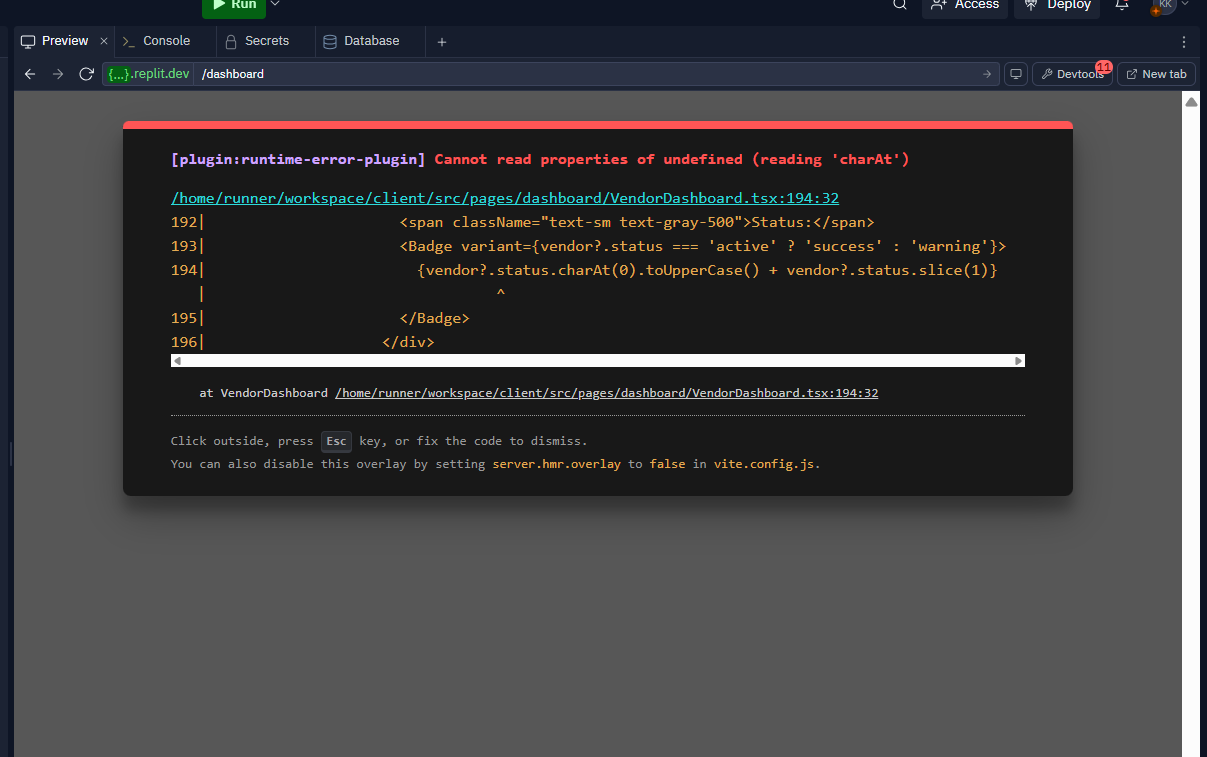 Run
Access
Deploy
KK
Preview × >_ Console Secrets Database +
{...}.replit.dev /dashboard Devtools 11 New tab
[plugin:runtime-error-plugin] Cannot read properties of undefined (reading 'charAt')
/home/runner/workspace/client/src/pages/dashboard/VendorDashboard.tsx:194:32
192| <span className="text-sm text-gray-500">Status:</span>
193| <Badge variant={vendor?.status === 'active' ? 'success' : 'warning'}>
194| {vendor?.status.charAt(0).toUpperCase() + vendor?.status.slice(1)}
| ^
195| </Badge>
196| </div>
at VendorDashboard /home/runner/workspace/client/src/pages/dashboard/VendorDashboard.tsx:194:32
Click outside, press Esc key, or fix the code to dismiss.
You can also disable this overlay by setting server.hmr.overlay to false in vite.config.js.